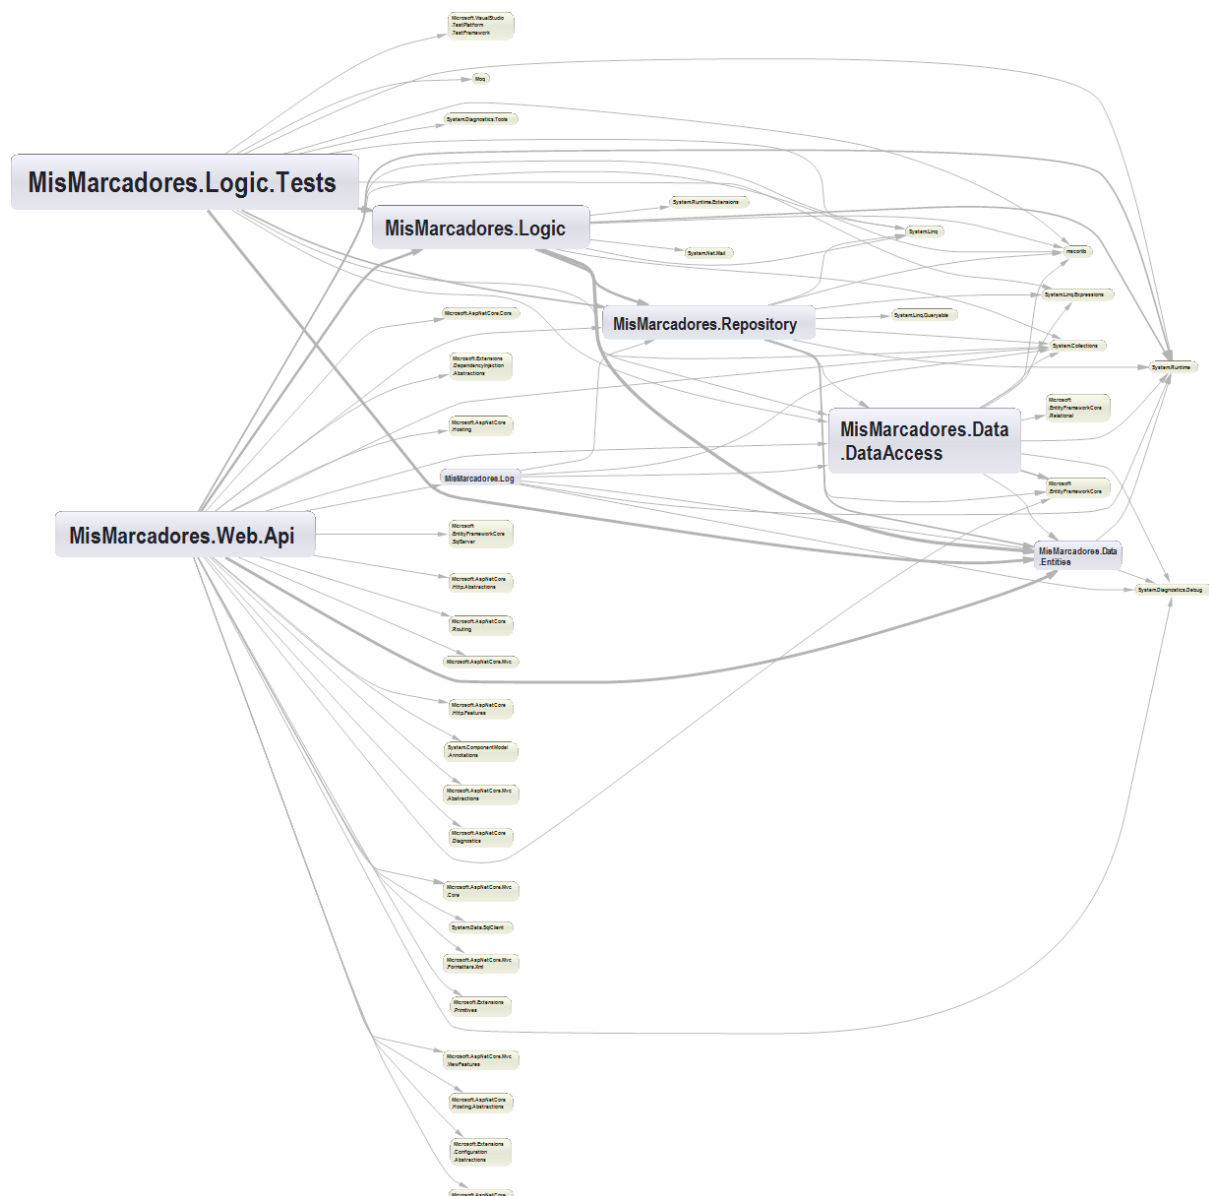 Microsoft.VisualStudio
.TestPlatform
.TestFramework
Moq
System.Diagnostics.Tools
MisMarcadores.Logic.Tests
System.Runtime.Extensions
MisMarcadores.Logic
System.Linq
System.Net.Mail
mscorlib
System.Linq.Expressions
Microsoft.AspNetCore.Core
System.Linq.Queryable
MisMarcadores.Repository
System.Collections
Microsoft.Extensions
.DependencyInjection
.Abstractions
System.Runtime
Microsoft
.EntityFrameworkCore
.Relational
Microsoft.AspNetCore
.Hosting
MisMarcadores.Data
.DataAccess
MisMarcadores.Log
Microsoft
.EntityFrameworkCore
MisMarcadores.Web.Api
Microsoft
.EntityFrameworkCore
.SqlServer
MisMarcadores.Data
.Entities
Microsoft.AspNetCore
.Http.Abstractions
System.Diagnostics.Debug
Microsoft.AspNetCore
.Routing
Microsoft.AspNetCore.Mvc
Microsoft.AspNetCore
.Http.Features
System.ComponentModel
.Annotations
Microsoft.AspNetCore.Mvc
.Abstractions
Microsoft.AspNetCore
.Diagnostics
Microsoft.AspNetCore.Mvc
.Core
System.Data.SqlClient
Microsoft.AspNetCore.Mvc
.Formatters.Xml
Microsoft.Extensions
.Primitives
Microsoft.AspNetCore.Mvc
.ViewFeatures
Microsoft.AspNetCore
.Hosting.Abstractions
Microsoft.Extensions
.Configuration
.Abstractions
Microsoft.AspNetCore